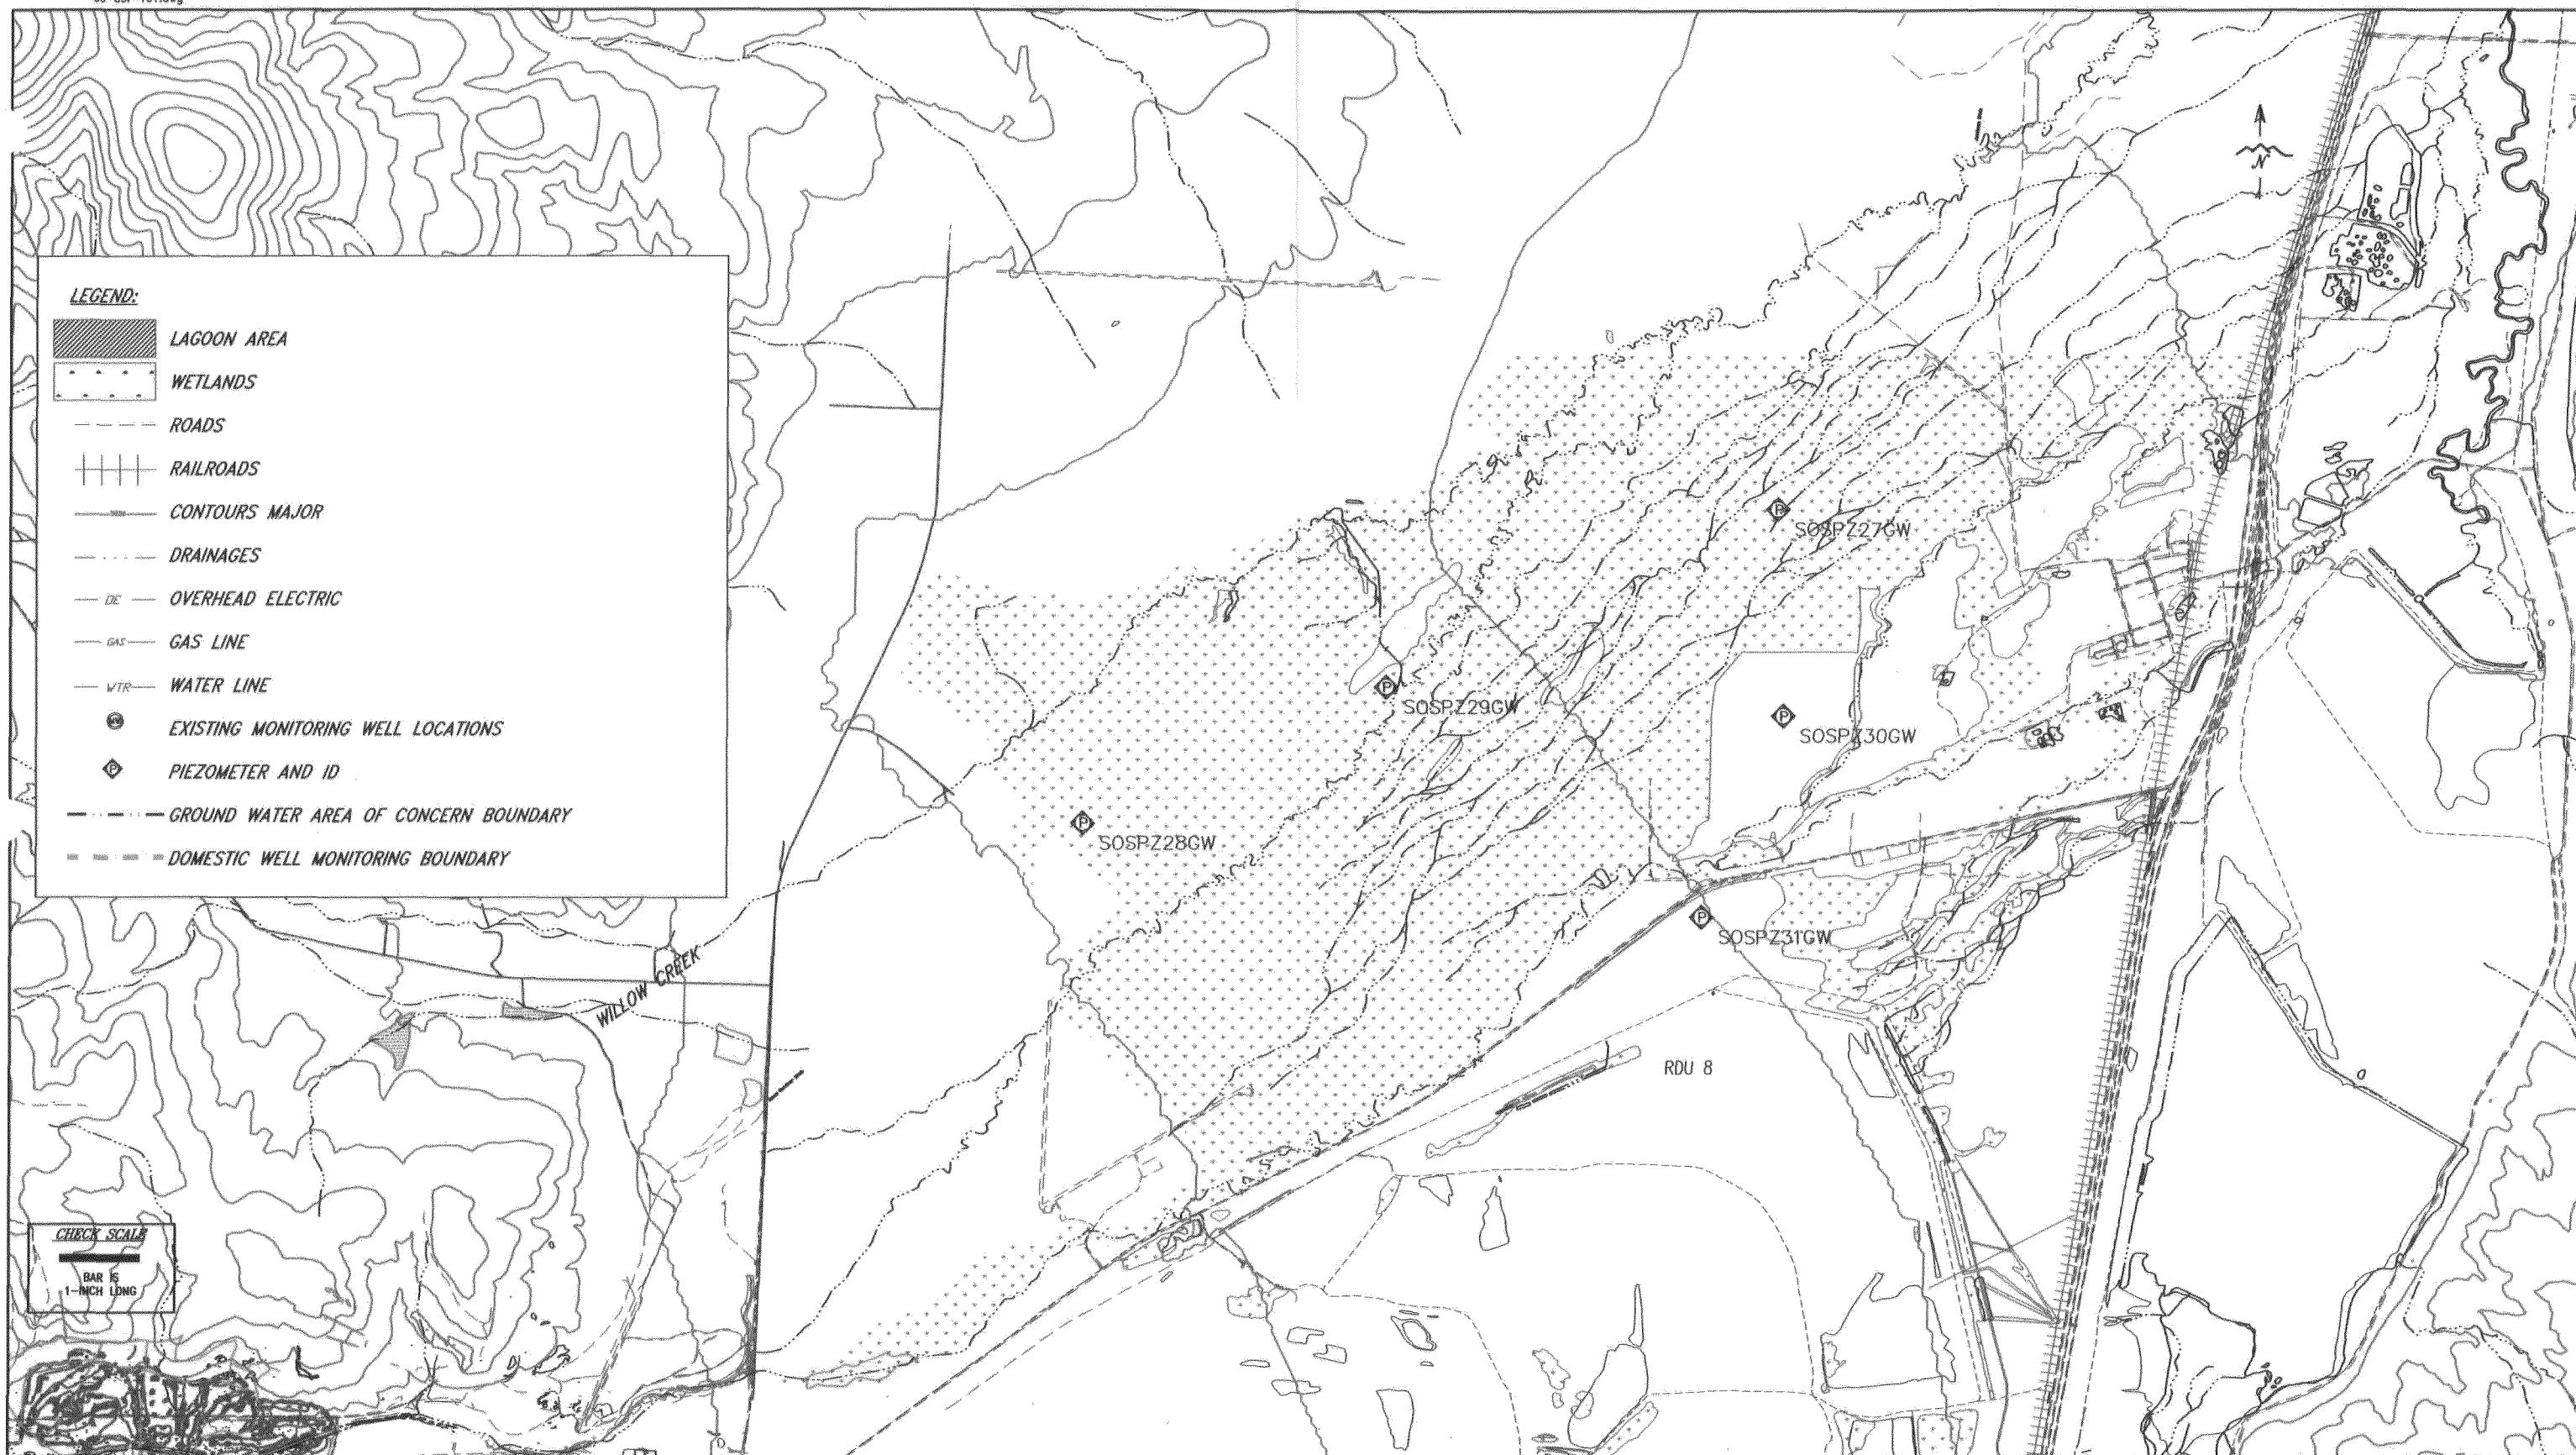 LEGEND:
LAGOON AREA
WETLANDS
ROADS
RAILROADS
CONTOURS MAJOR
DRAINAGES
OE OVERHEAD ELECTRIC
GAS GAS LINE
WTR WATER LINE
EXISTING MONITORING WELL LOCATIONS
P PIEZOMETER AND ID
GROUND WATER AREA OF CONCERN BOUNDARY
DOMESTIC WELL MONITORING BOUNDARY
N
P
SOSPZ27GW
P
SOSPZ29GW
P
SOSPZ30GW
P
SOSPZ28GW
P
SOSPZ31GW
WILLOW CREEK
RDU 8
CHECK SCALE
BAR IS
1-INCH LONG